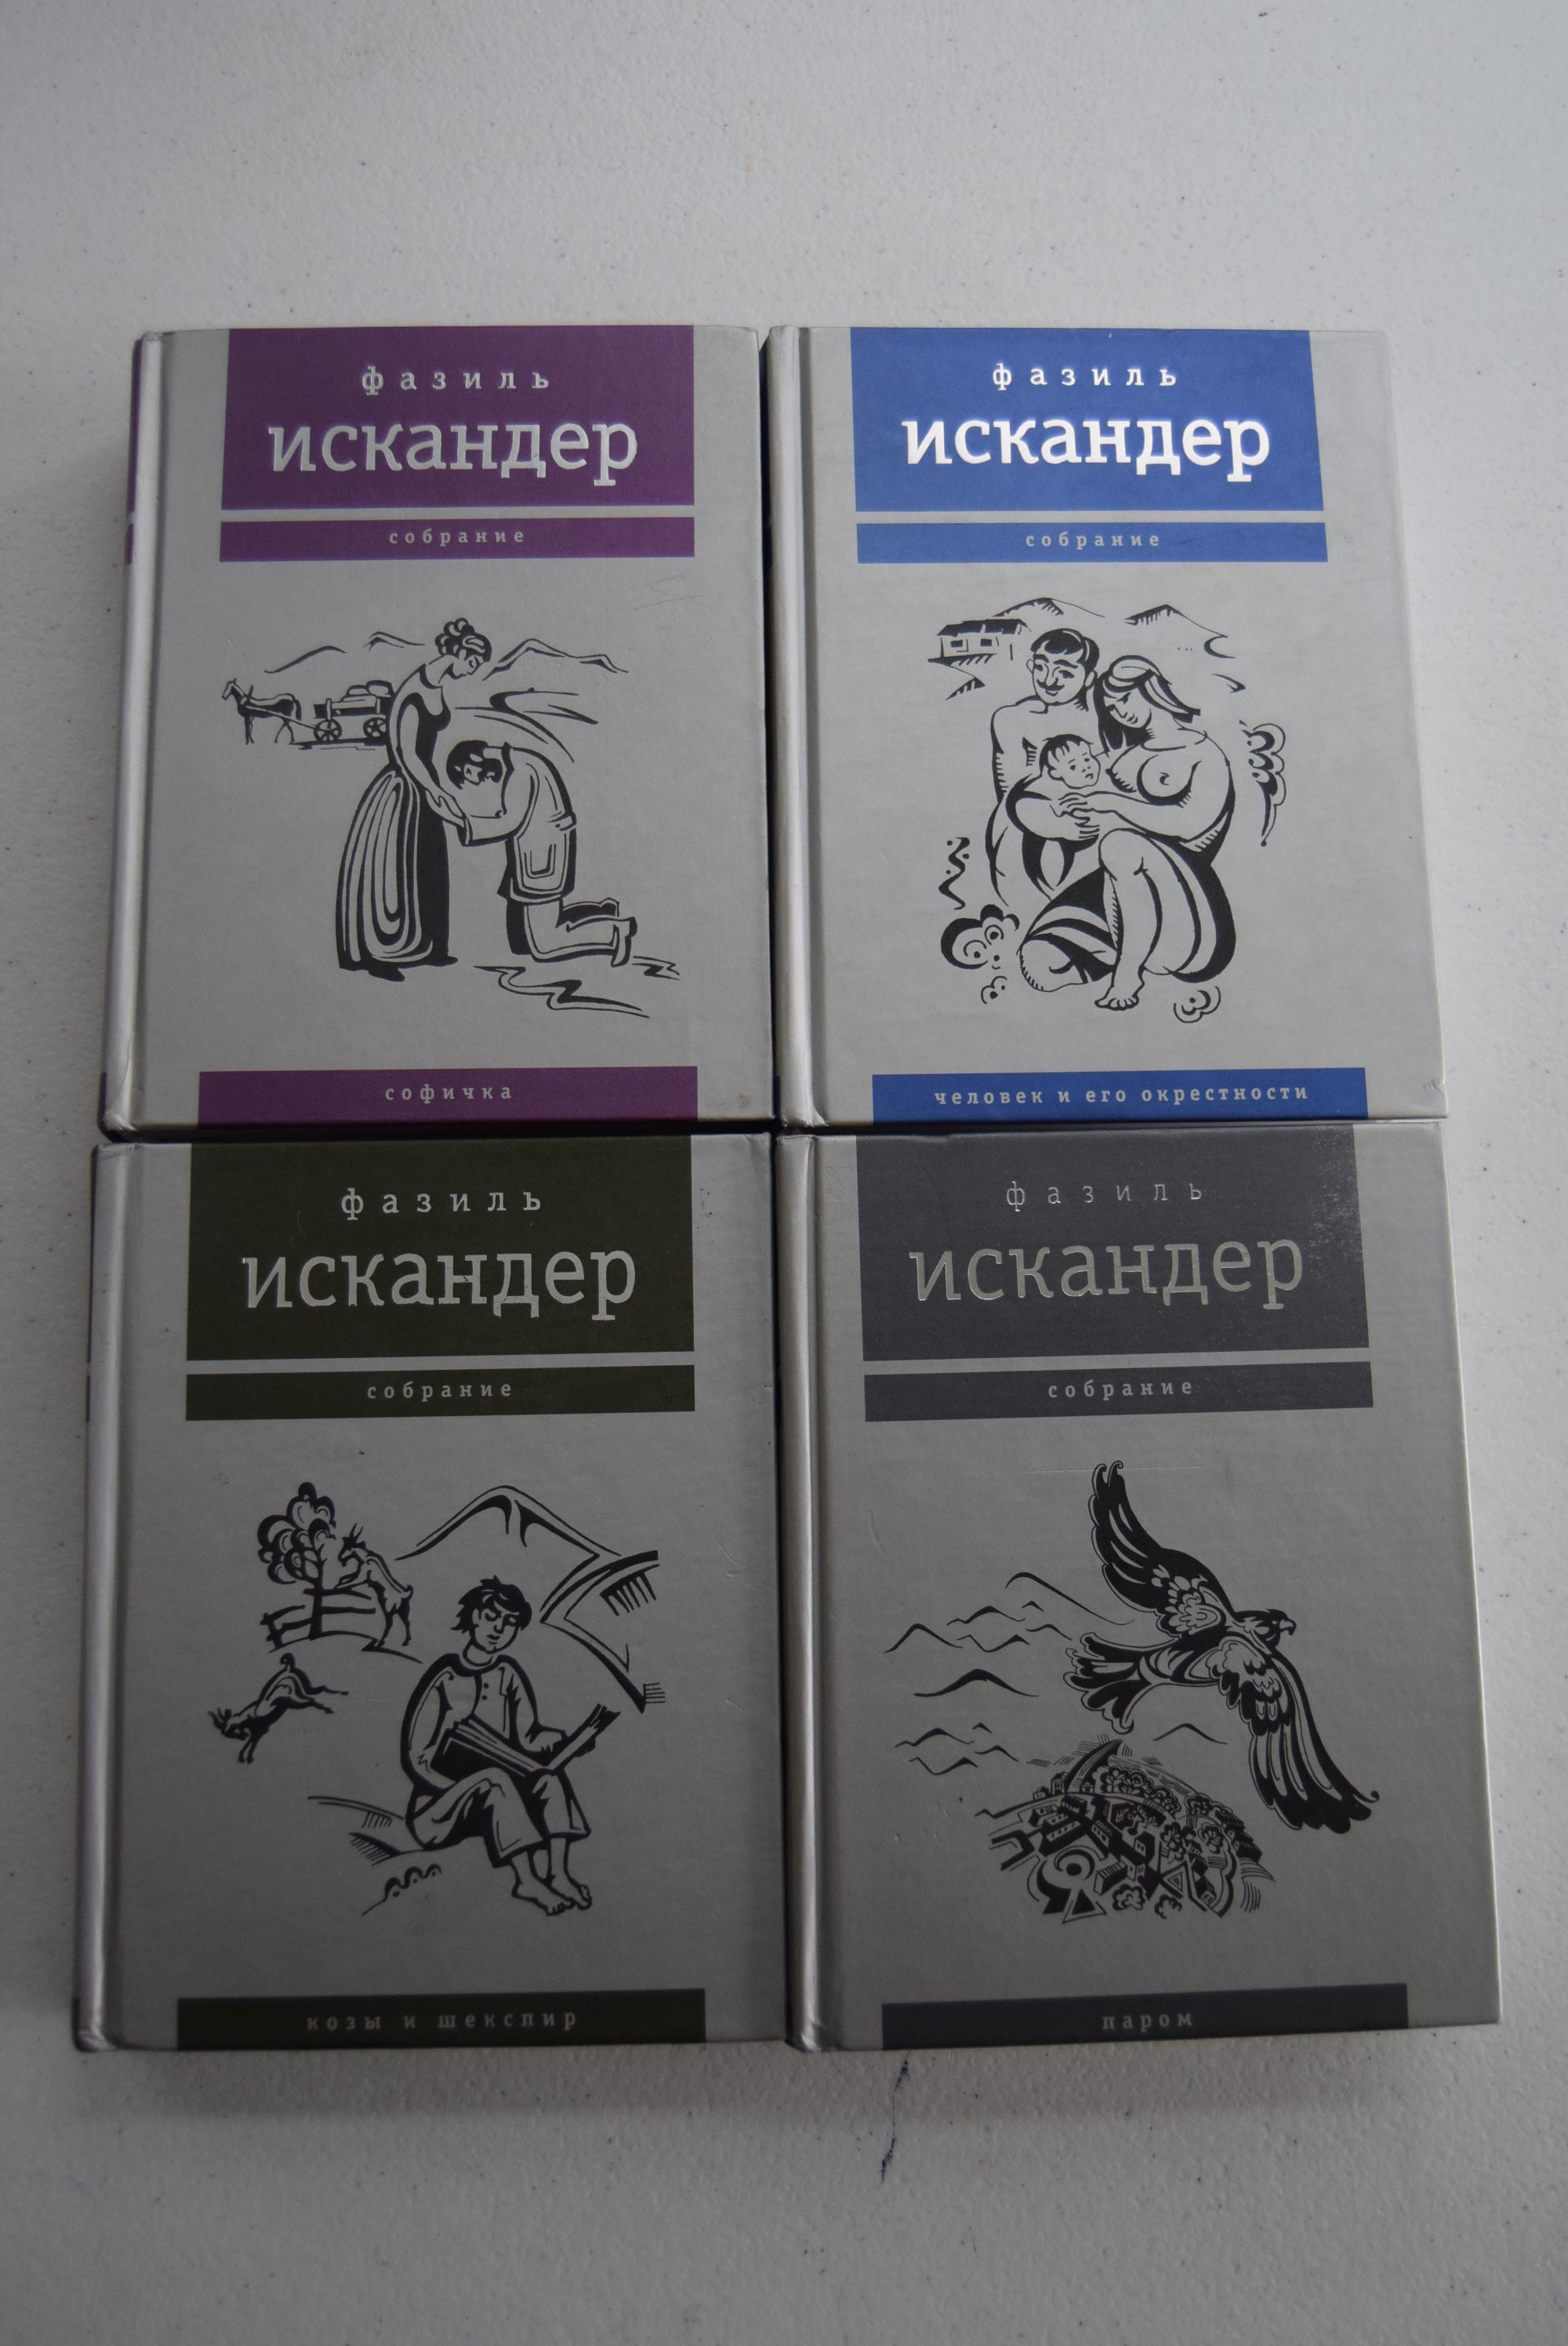 фазиль
искандер
собрание
софичка
фазиль
искандер
собрание
человек и его окрестности
фазиль
искандер
собрание
козы и шекспир
фазиль
искандер
собрание
паром